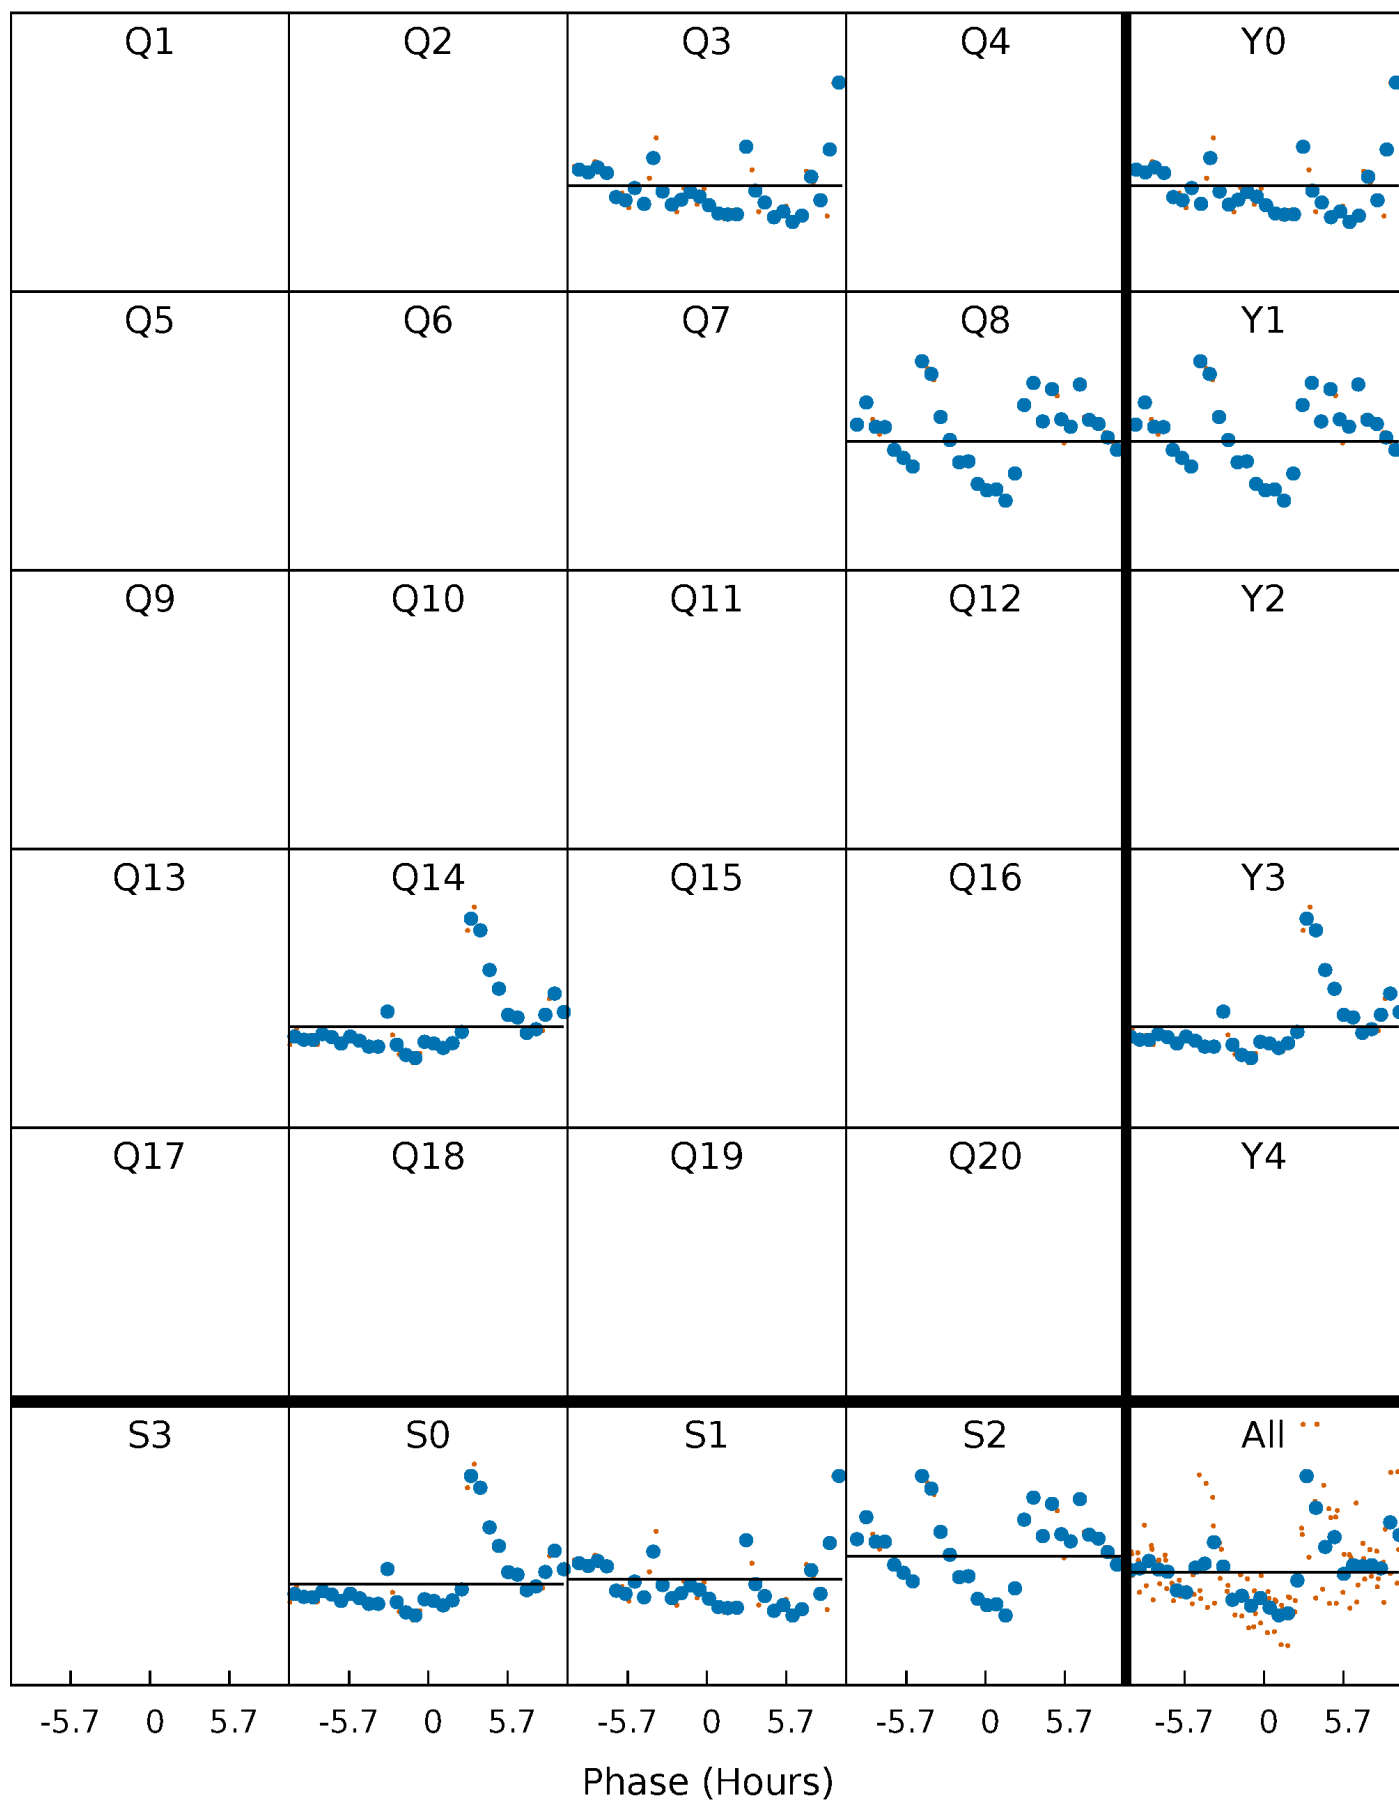 Q1 Q2 Q3 Q4 Y0
Q5 Q6 Q7 Q8 Y1
Q9 Q10 Q11 Q12 Y2
Q13 Q14 Q15 Q16 Y3
Q17 Q18 Q19 Q20 Y4
S3 S0 S1 S2 All
-5.7 0 5.7 -5.7 0 5.7 -5.7 0 5.7 -5.7 0 5.7 -5.7 0 5.7
Phase (Hours)